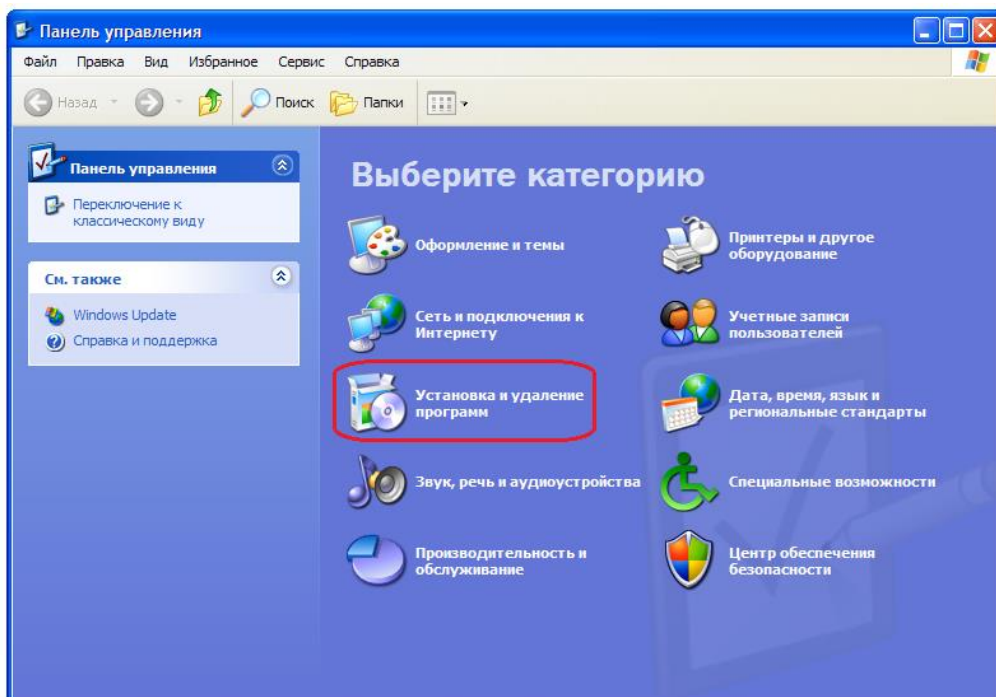 Панель управления
Файл Правка Вид Избранное Сервис Справка
Назад Поиск Папки
Панель управления
Переключение к
классическому виду
См. также
Windows Update
Справка и поддержка
Выберите категорию
Оформление и темы
Принтеры и другое
оборудование
Сеть и подключения к
Интернету
Учетные записи
пользователей
Установка и удаление
программ
Дата, время, язык и
региональные стандарты
Звук, речь и аудиоустройства
Специальные возможности
Производительность и
обслуживание
Центр обеспечения
безопасности